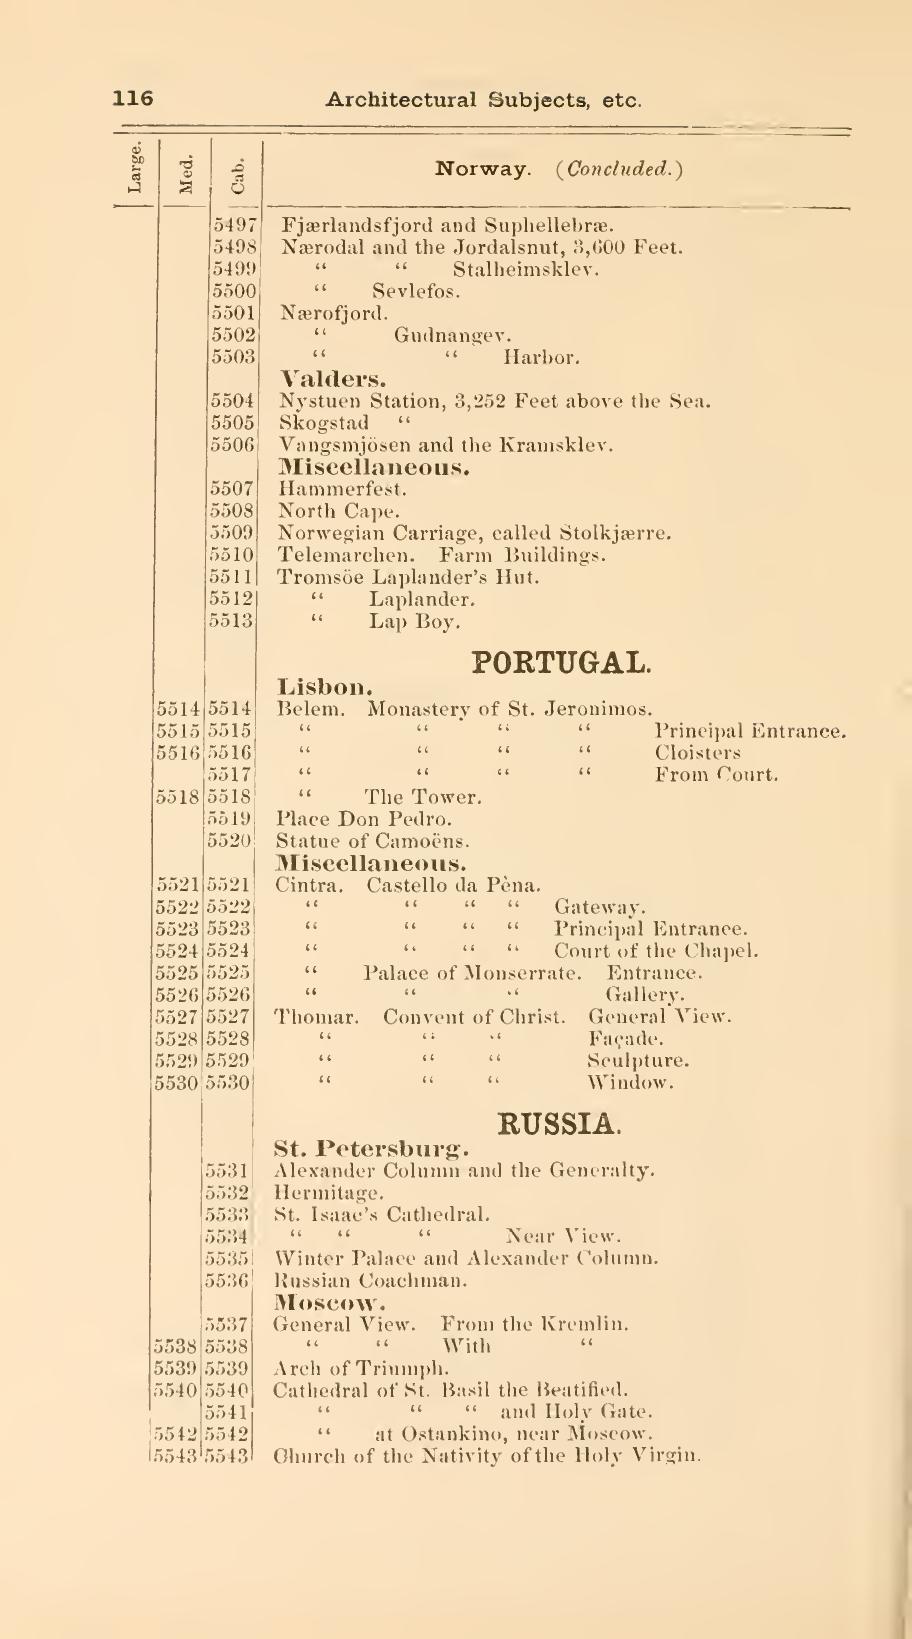 116 Architectural Subjects, etc.
Large. Med. Cab. Norway. (Concluded.)
5497 Fjærlandsfjord and Suphellebræ.
5498 Nærodal and the Jordalsnut, 3,600 Feet.
5499 “ “ Stalheimsklev.
5500 “ Sevlefos.
5501 Nærofjord.
5502 “ Gudnangev.
5503 “ “ Harbor.
Valders.
5504 Nystuen Station, 3,252 Feet above the Sea.
5505 Skogstad “
5506 Vangsmjösen and the Kramsklev.
Miscellaneous.
5507 Hammerfest.
5508 North Cape.
5509 Norwegian Carriage, called Stolkjærre.
5510 Telemarchen. Farm Buildings.
5511 Tromsöe Laplander’s Hut.
5512 “ Laplander.
5513 “ Lap Boy.
PORTUGAL.
Lisbon.
5514 5514 Belem. Monastery of St. Jeronimos.
5515 5515 “ “ “ “ Principal Entrance.
5516 5516 “ “ “ “ Cloisters
5517 “ “ “ “ From Court.
5518 5518 “ The Tower.
5519 Place Don Pedro.
5520 Statue of Camoëns.
Miscellaneous.
5521 5521 Cintra. Castello da Pèna.
5522 5522 “ “ “ “ Gateway.
5523 5523 “ “ “ “ Principal Entrance.
5524 5524 “ “ “ “ Court of the Chapel.
5525 5525 “ Palace of Monserrate. Entrance.
5526 5526 “ “ “ Gallery.
5527 5527 Thomar. Convent of Christ. General View.
5528 5528 “ “ “ Façade.
5529 5529 “ “ “ Sculpture.
5530 5530 “ “ “ Window.
RUSSIA.
St. Petersburg.
5531 Alexander Column and the Generalty.
5532 Hermitage.
5533 St. Isaac’s Cathedral.
5534 “ “ “ Near View.
5535 Winter Palace and Alexander Column.
5536 Russian Coachman.
Moscow.
5537 General View. From the Kremlin.
5538 5538 “ “ With “
5539 5539 Arch of Triumph.
5540 5540 Cathedral of St. Basil the Beatified.
5541 “ “ “ and Holy Gate.
5542 5542 “ at Ostankino, near Moscow.
5543 5543 Church of the Nativity of the Holy Virgin.